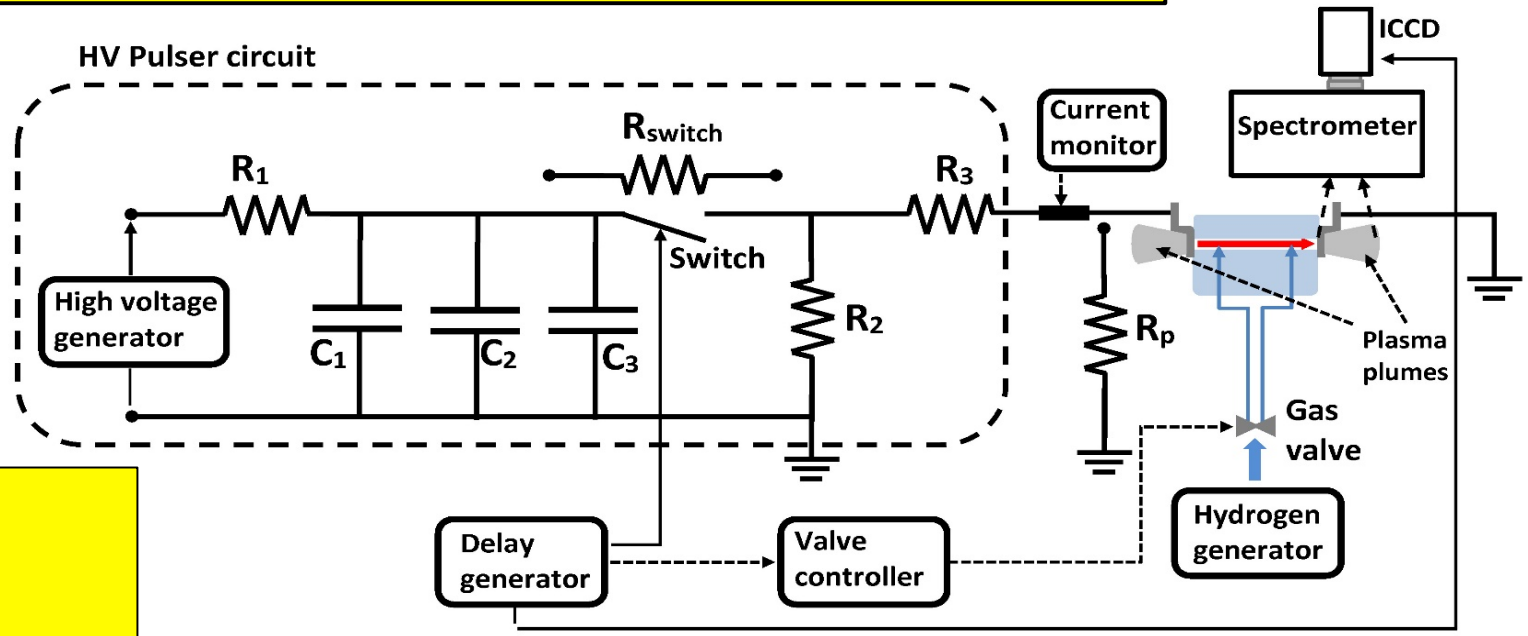 HV Pulser circuit
ICCD
Current
monitor
Spectrometer
Rswitch
R1
R3
Switch
High voltage
generator
C1
C2
C3
R2
Rp
Plasma
plumes
Gas
valve
Delay
generator
Valve
controller
Hydrogen
generator